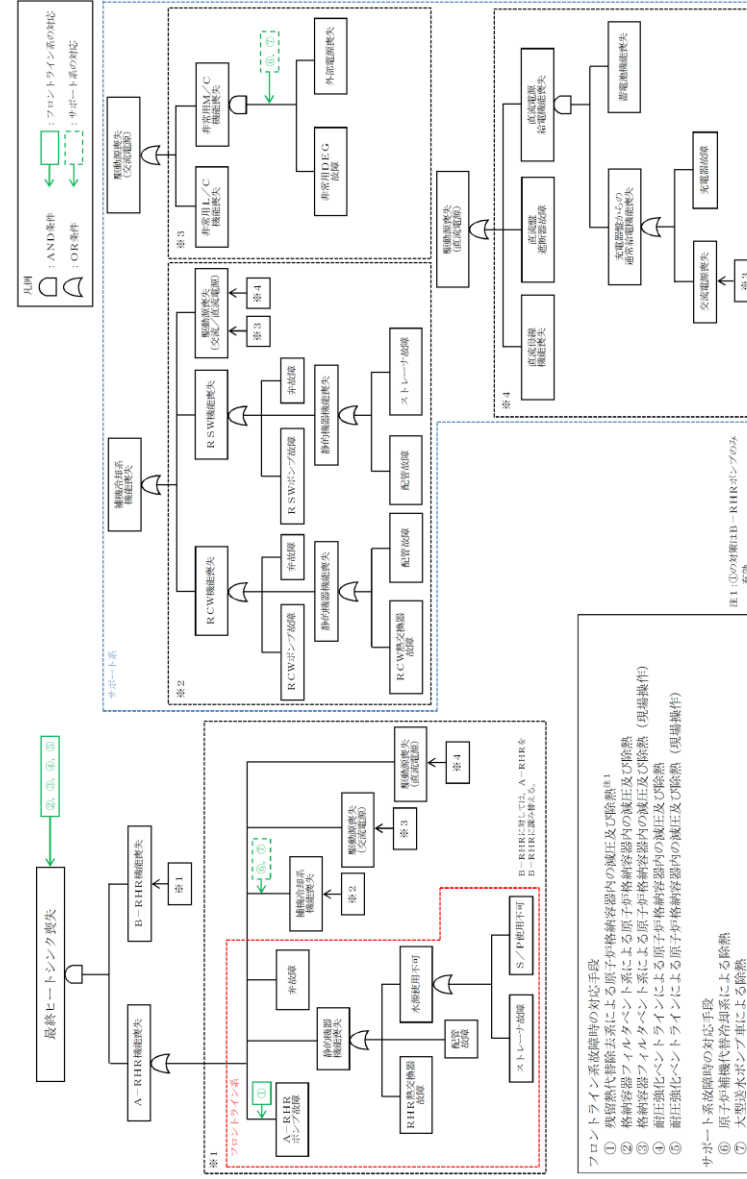 凡例
：AND条件
：OR条件
：フロントライン系の対応
：サポート系の対応
最終ヒートシンク喪失
②，③，④，⑤
A－RHR機能喪失
B－RHR機能喪失
※1
※1
フロントライン系
①
A－RHR
ポンプ故障
弁故障
静的機器
機能喪失
RHR熱交換器
故障
配管
故障
水源使用不可
ストレーナ故障
S／P使用不可
⑥，⑦
補機冷却系
機能喪失
※2
駆動源喪失
(交流電源)
※3
駆動源喪失
(直流電源)
※4
B－RHRに対しては，A－RHRを
B－RHRに読み替える。
サポート系
補機冷却系
機能喪失
※2
RCW機能喪失
RCWポンプ故障
弁故障
静的機器機能喪失
RCW熱交換器
故障
配管故障
RSW機能喪失
RSWポンプ故障
弁故障
静的機器機能喪失
配管故障
ストレーナ故障
駆動源喪失
(交流／直流電源)
※3
※4
駆動源喪失
(交流電源)
※3
非常用L／C
機能喪失
非常用M／C
機能喪失
⑥，⑦
非常用DEG
故障
外部電源喪失
駆動源喪失
(直流電源)
※4
直流母線
機能喪失
直流盤
遮断器故障
直流電源
給電機能喪失
充電器盤からの
通常給電機能喪失
蓄電池機能喪失
交流電源喪失
充電器故障
※3
フロントライン系故障時の対応手段
① 残留熱代替除去系による原子炉格納容器内の減圧及び除熱注1
② 格納容器フィルタベント系による原子炉格納容器内の減圧及び除熱
③ 格納容器フィルタベント系による原子炉格納容器内の減圧及び除熱（現場操作）
④ 耐圧強化ベントラインによる原子炉格納容器内の減圧及び除熱
⑤ 耐圧強化ベントラインによる原子炉格納容器内の減圧及び除熱（現場操作）
サポート系故障時の対応手段
⑥ 原子炉補機代替冷却系による除熱
⑦ 大型送水ポンプ車による除熱
注1：①の対策はB－RHRポンプのみ
有効